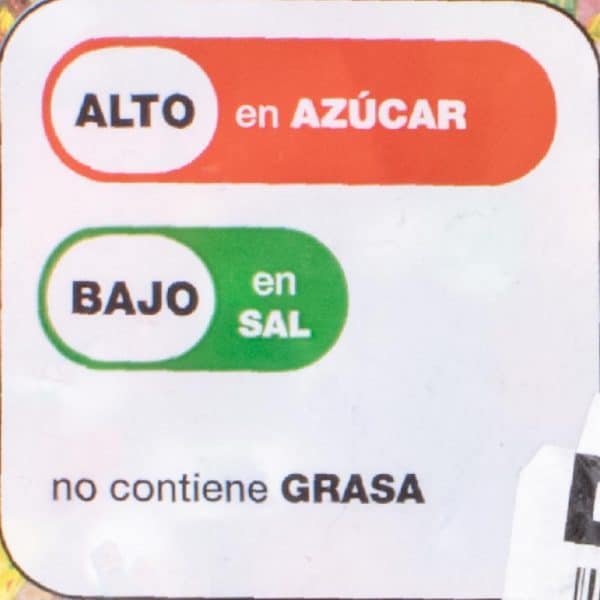 ALTO en AZÚCAR
BAJO en
SAL
no contiene GRASA